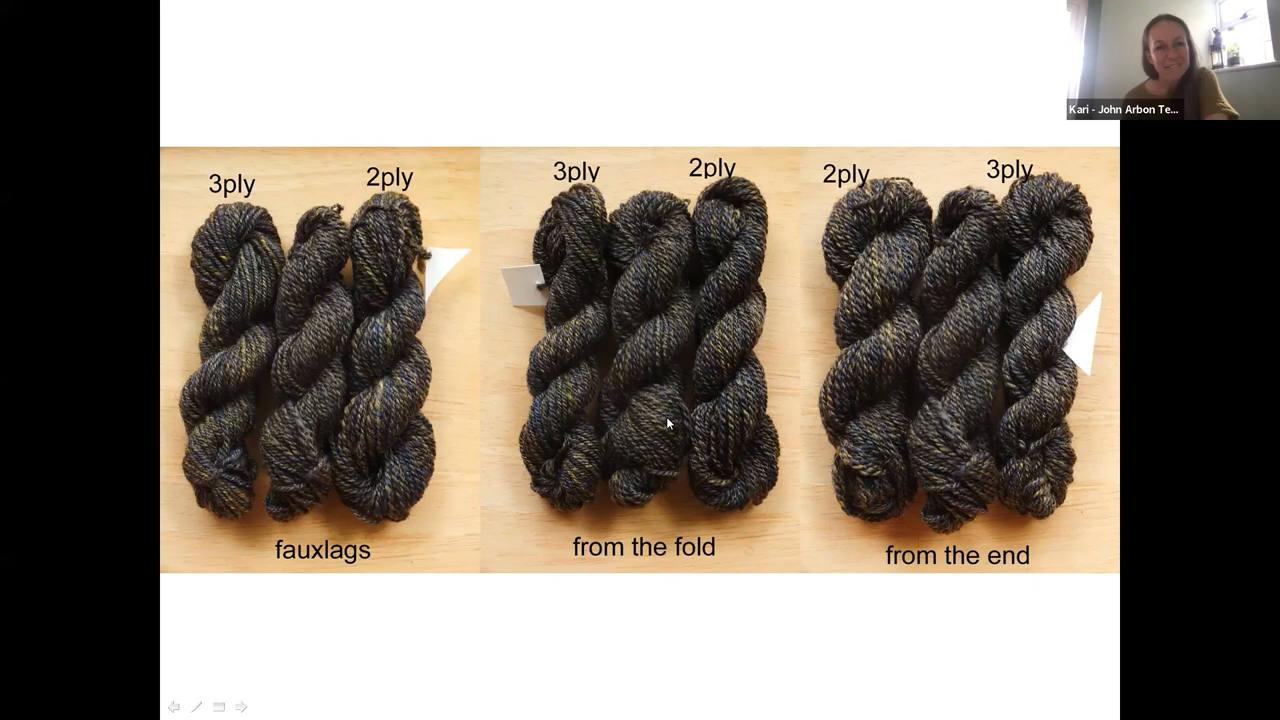 Kari - John Arbon Te...
3ply
2ply
3ply
2ply
2ply
3ply
fauxlags
from the fold
from the end